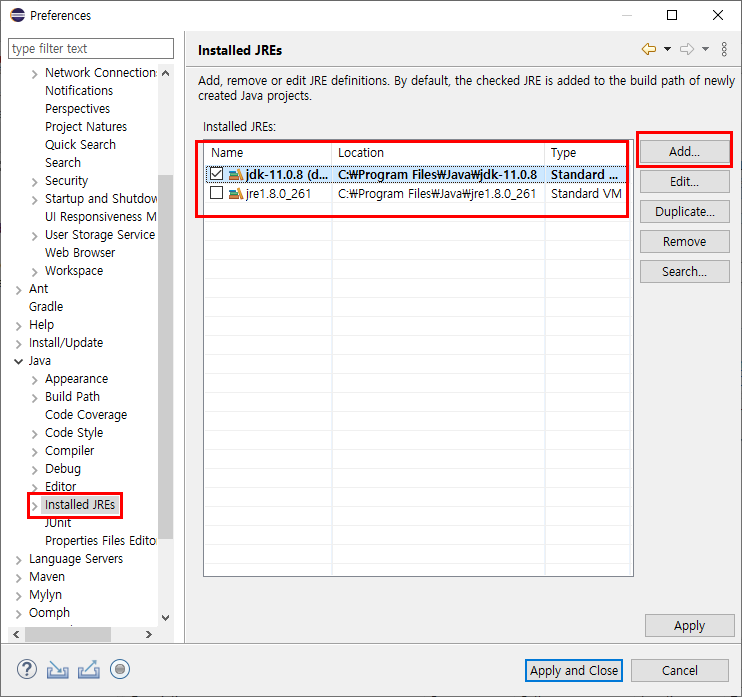 Preferences
type filter text
Network Connection
Notifications
Perspectives
Project Natures
Quick Search
Search
Security
Startup and Shutdow
UI Responsiveness M
User Storage Service
Web Browser
Workspace
Ant
Gradle
Help
Install/Update
Java
Appearance
Build Path
Code Coverage
Code Style
Compiler
Debug
Editor
Installed JREs
JUnit
Properties Files Edito
Language Servers
Maven
Mylyn
Oomph
Installed JREs
Add, remove or edit JRE definitions. By default, the checked JRE is added to the build path of newly
created Java projects.
Installed JREs:
Name Location Type
jdk-11.0.8 (d... C:₩Program Files₩Java₩jdk-11.0.8 Standard ...
jre1.8.0_261 C:₩Program Files₩Java₩jre1.8.0_261 Standard VM
Add...
Edit...
Duplicate...
Remove
Search...
Apply
Apply and Close
Cancel